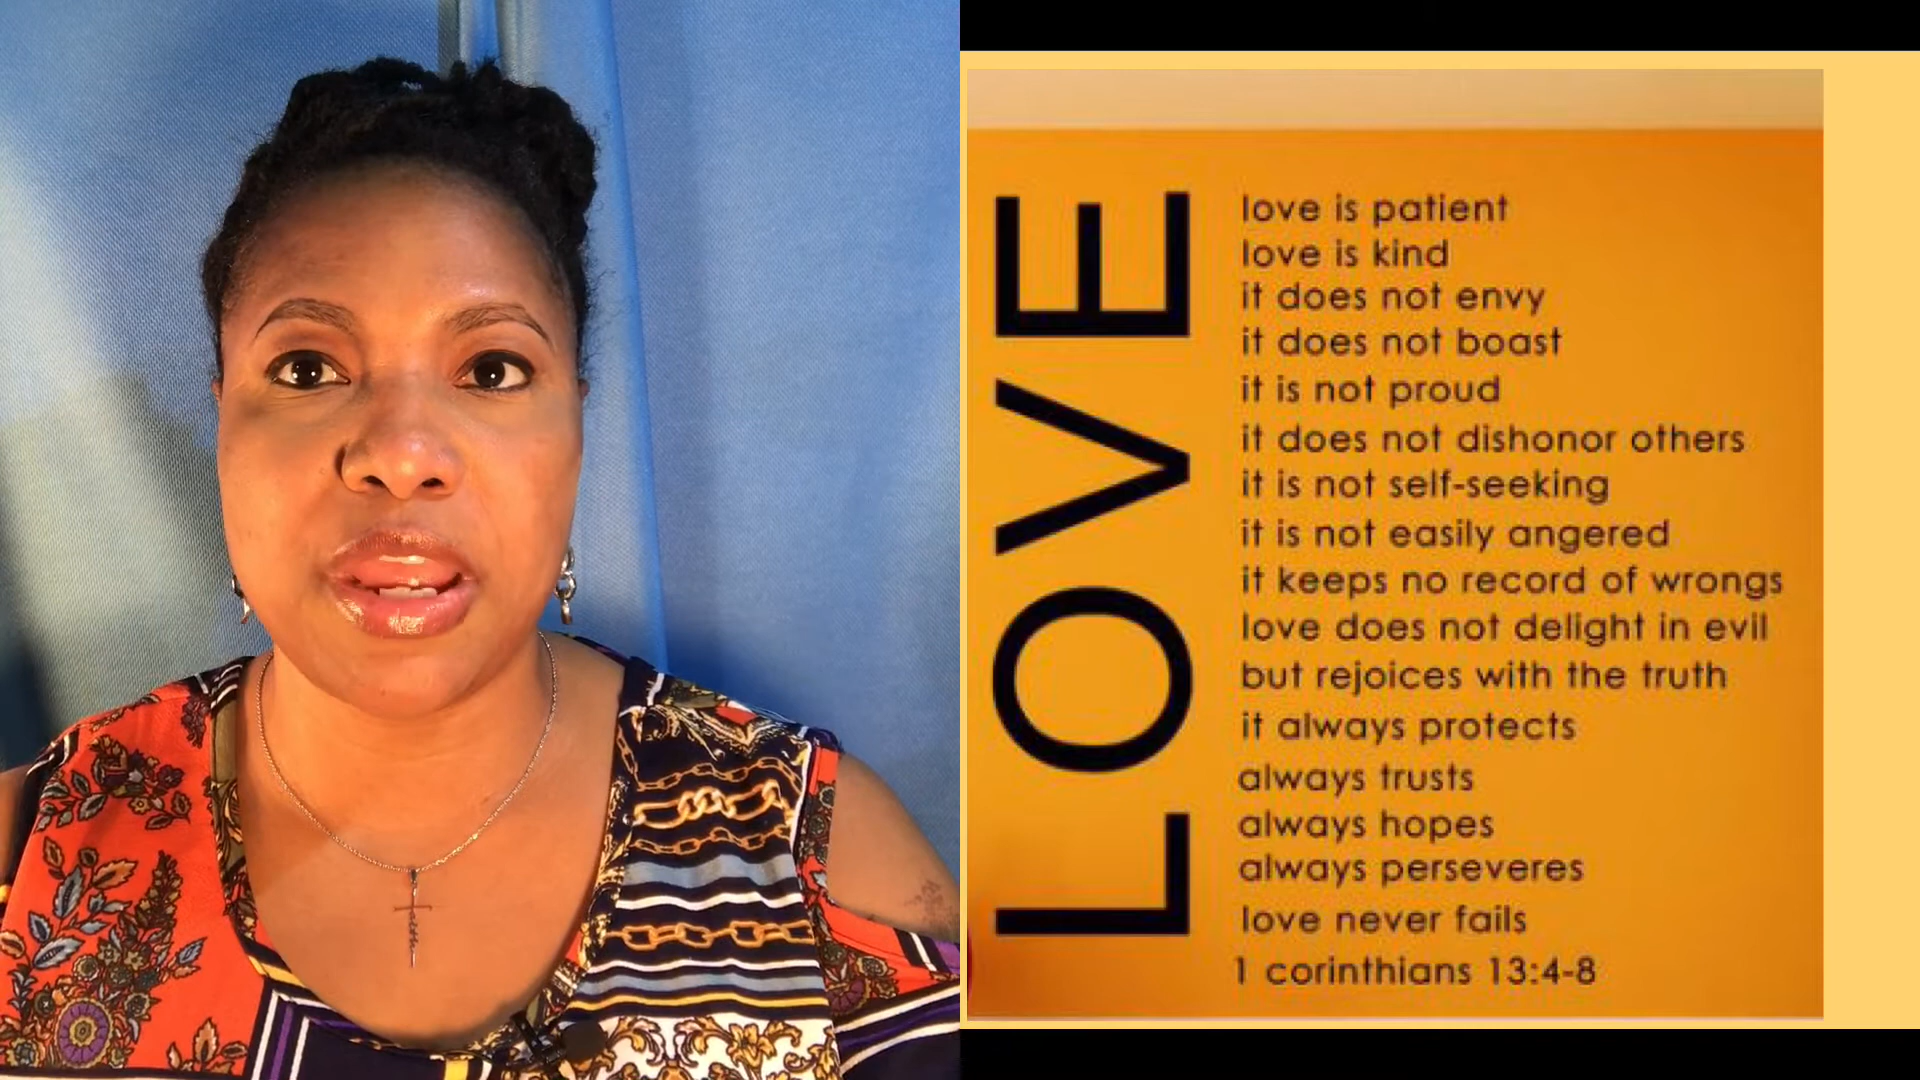 LOVE
love is patient
love is kind
it does not envy
it does not boast
it is not proud
it does not dishonor others
it is not self-seeking
it is not easily angered
it keeps no record of wrongs
love does not delight in evil
but rejoices with the truth
it always protects
always trusts
always hopes
always perseveres
love never fails
1 corinthians 13:4-8
faith